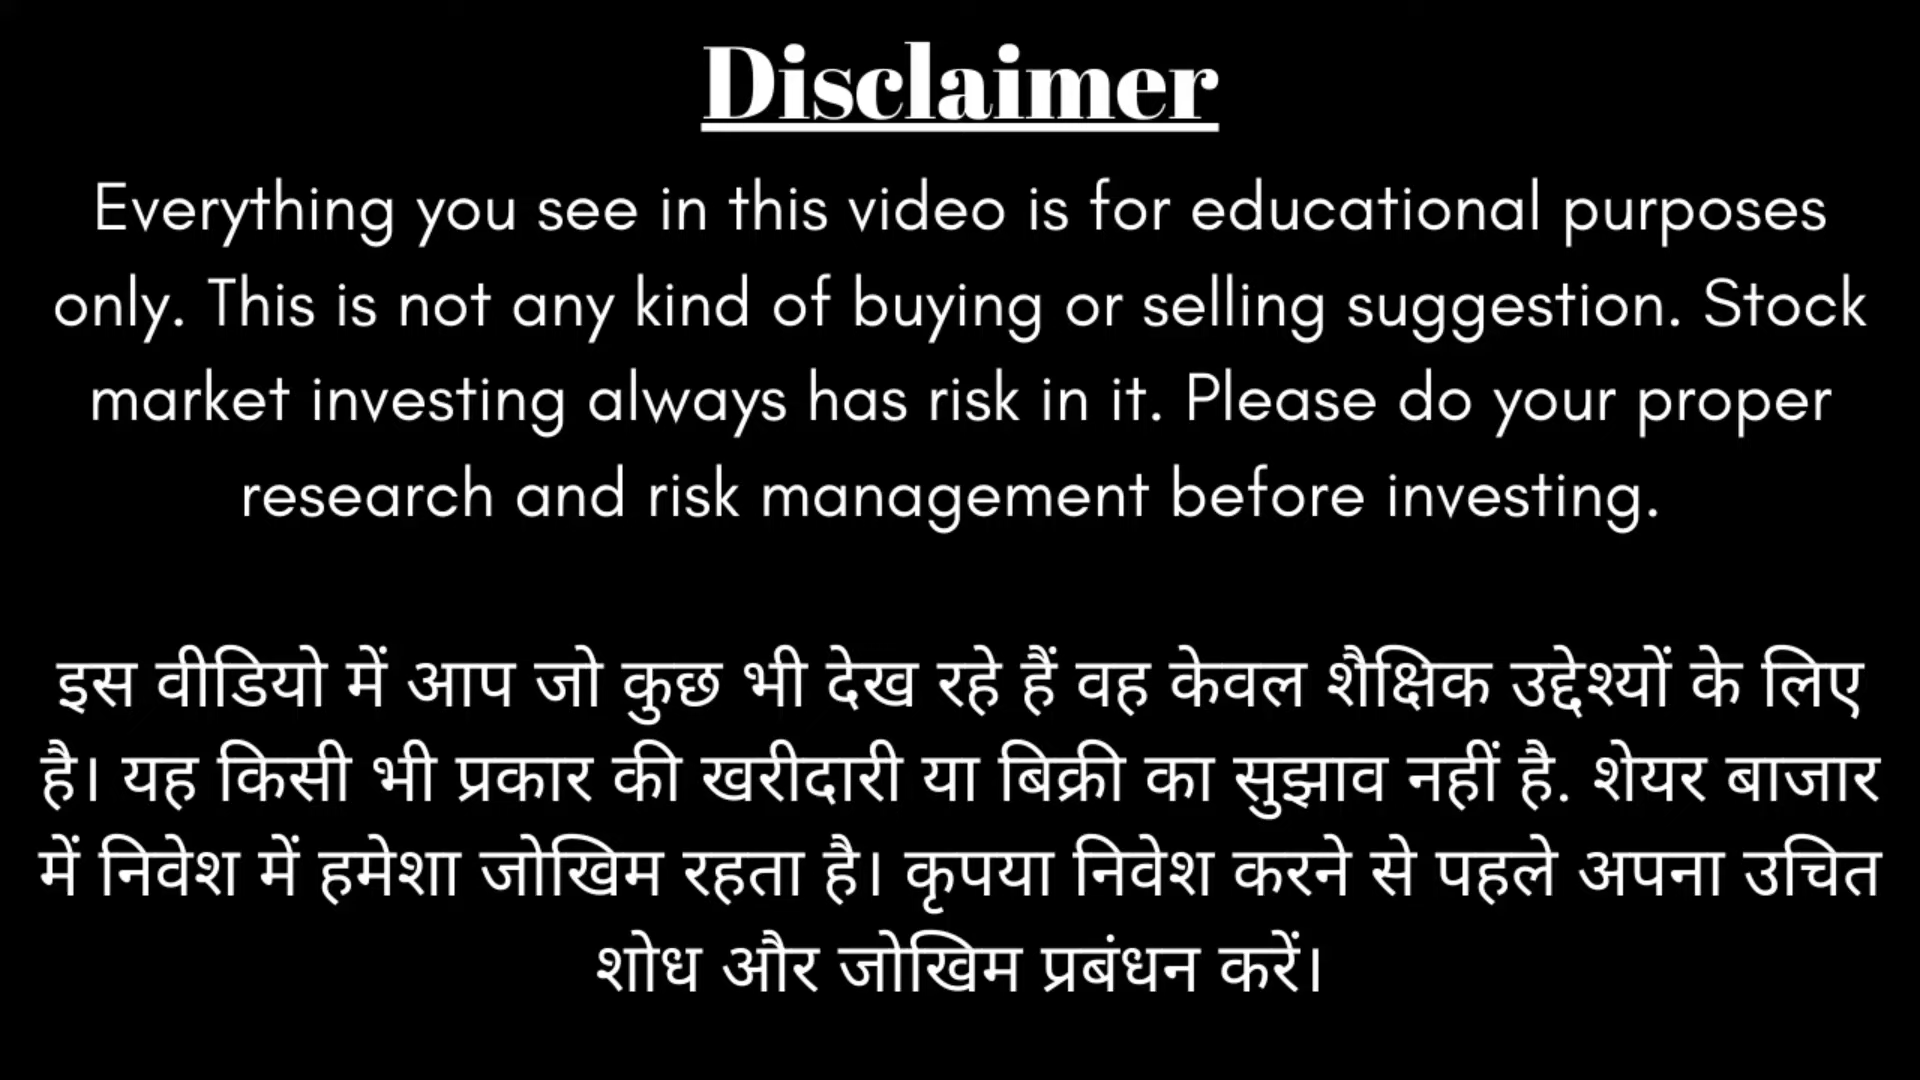 Disclaimer
Everything you see in this video is for educational purposes
only. This is not any kind of buying or selling suggestion. Stock
market investing always has risk in it. Please do your proper
research and risk management before investing.
इस वीडियो में आप जो कुछ भी देख रहे हैं वह केवल शैक्षिक उद्देश्यों के लिए
है। यह किसी भी प्रकार की खरीदारी या बिक्री का सुझाव नहीं है. शेयर बाजार
में निवेश में हमेशा जोखिम रहता है। कृपया निवेश करने से पहले अपना उचित
शोध और जोखिम प्रबंधन करें।